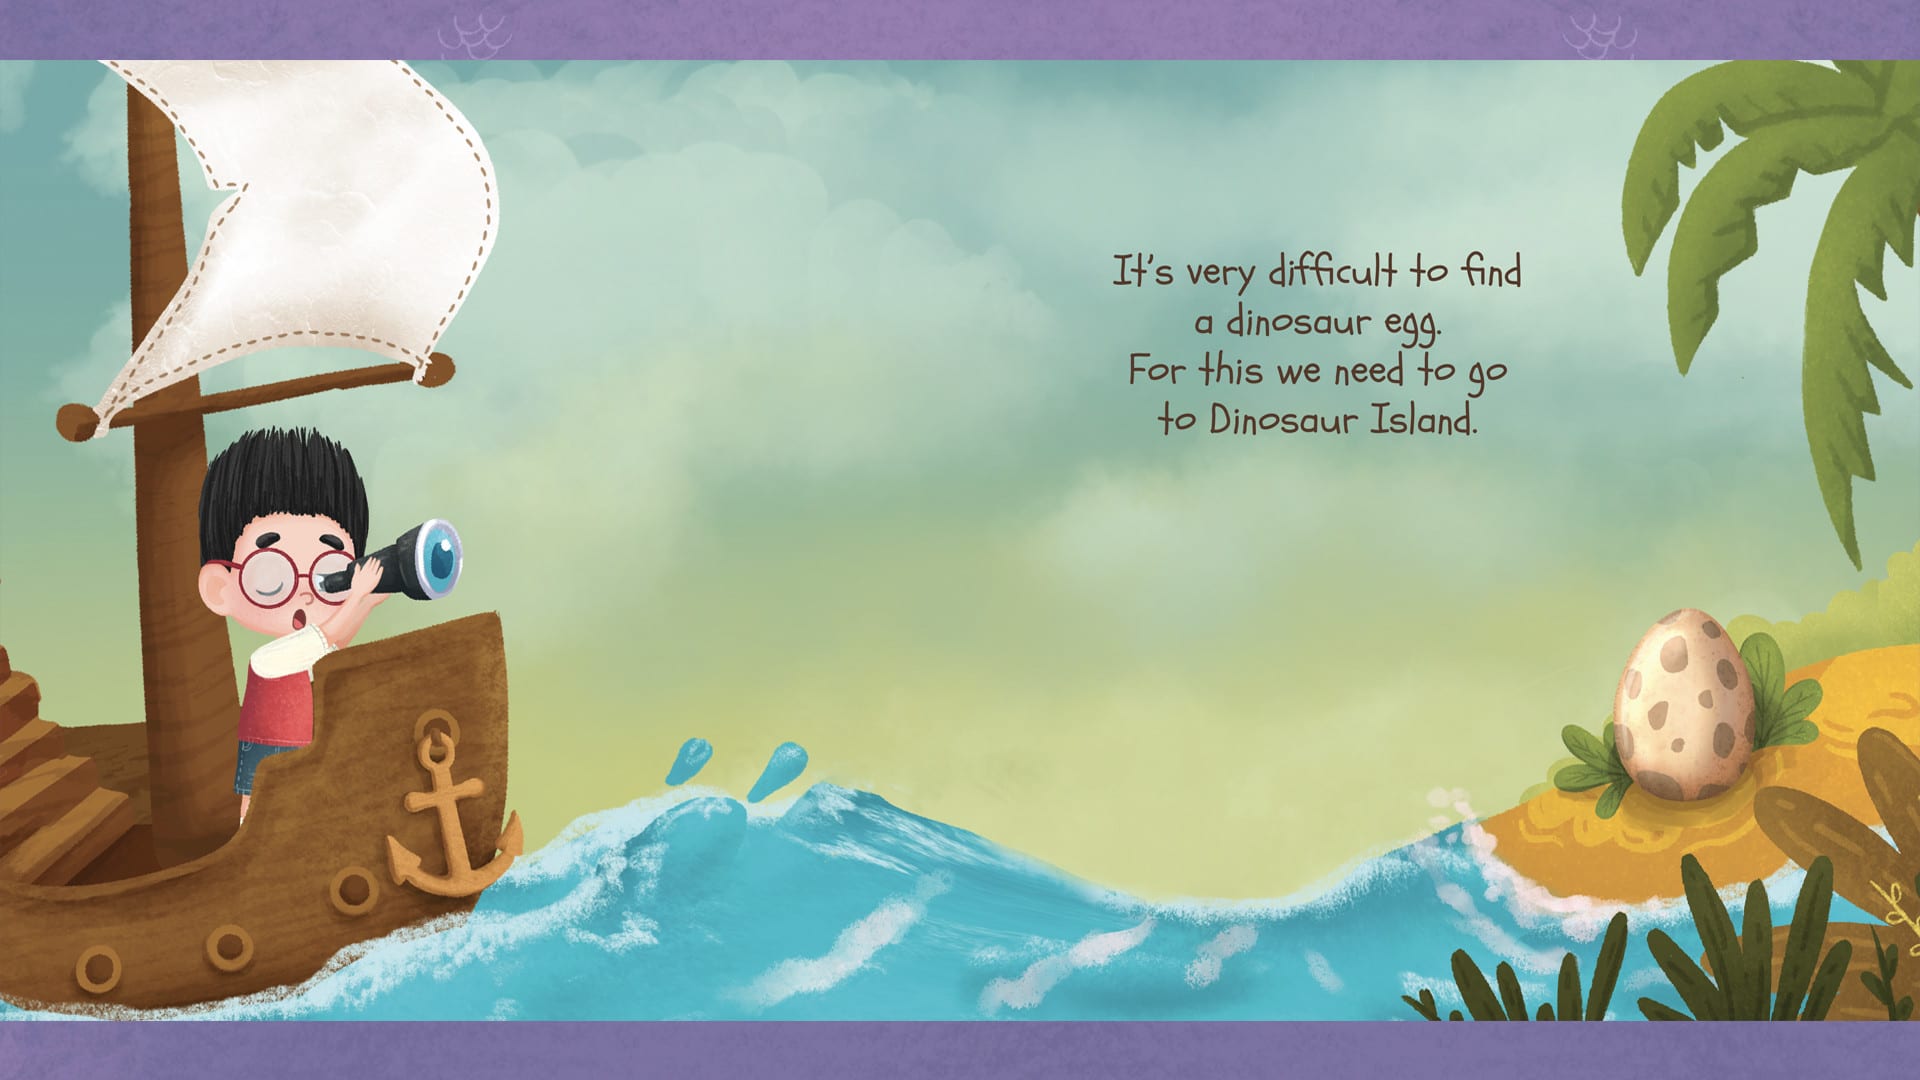 It's very difficult to find
a dinosaur egg.
For this we need to go
to Dinosaur Island.